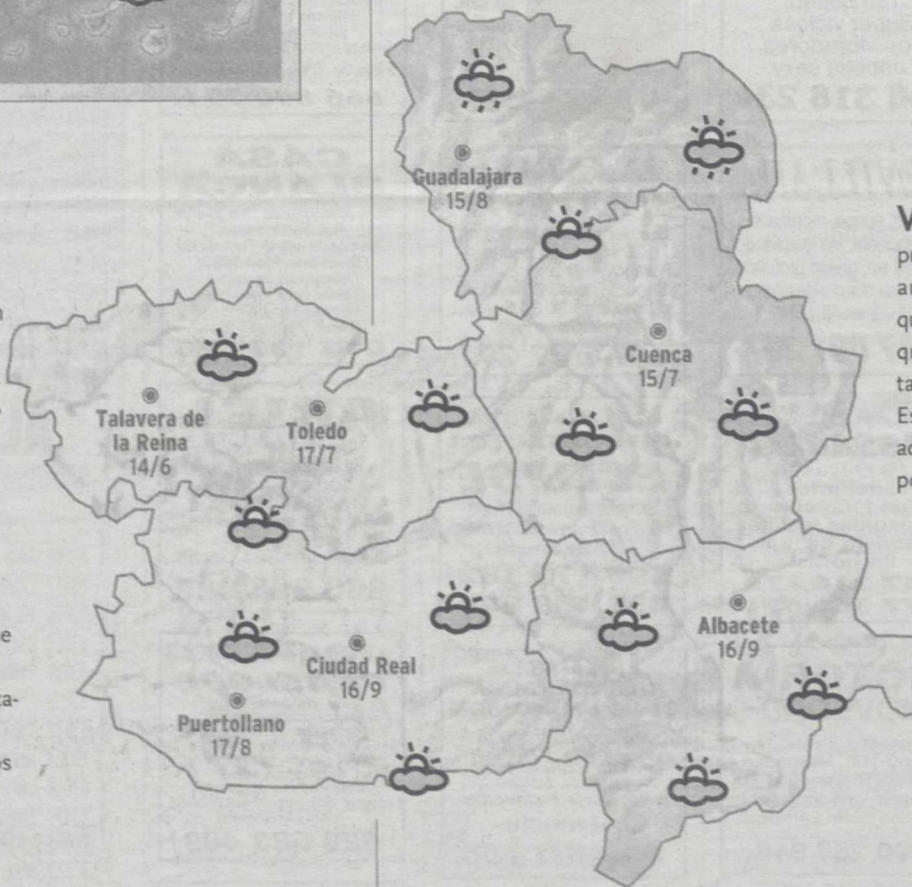 Guadalajara
15/8
Cuenca
15/7
Talavera de
la Reina
14/6
Toledo
17/7
Ciudad Real
16/9
Puertollano
17/8
Albacete
16/9